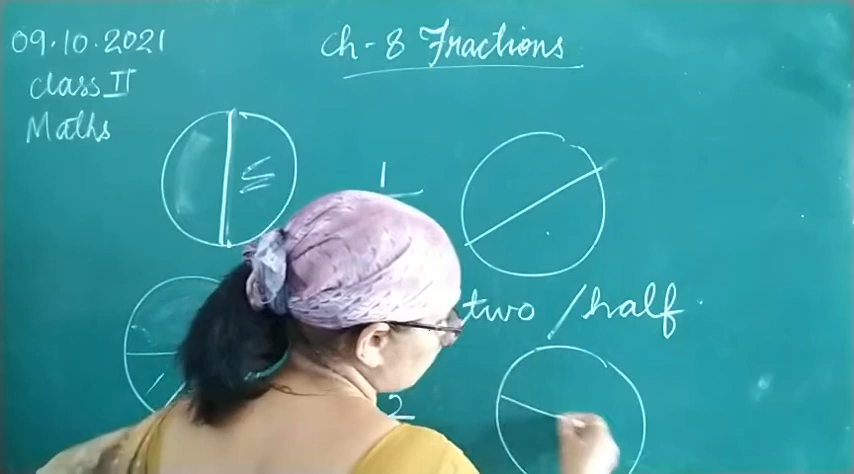 09.10.2021
Ch-8 Fractions
Class II
Maths
1
two / half
2